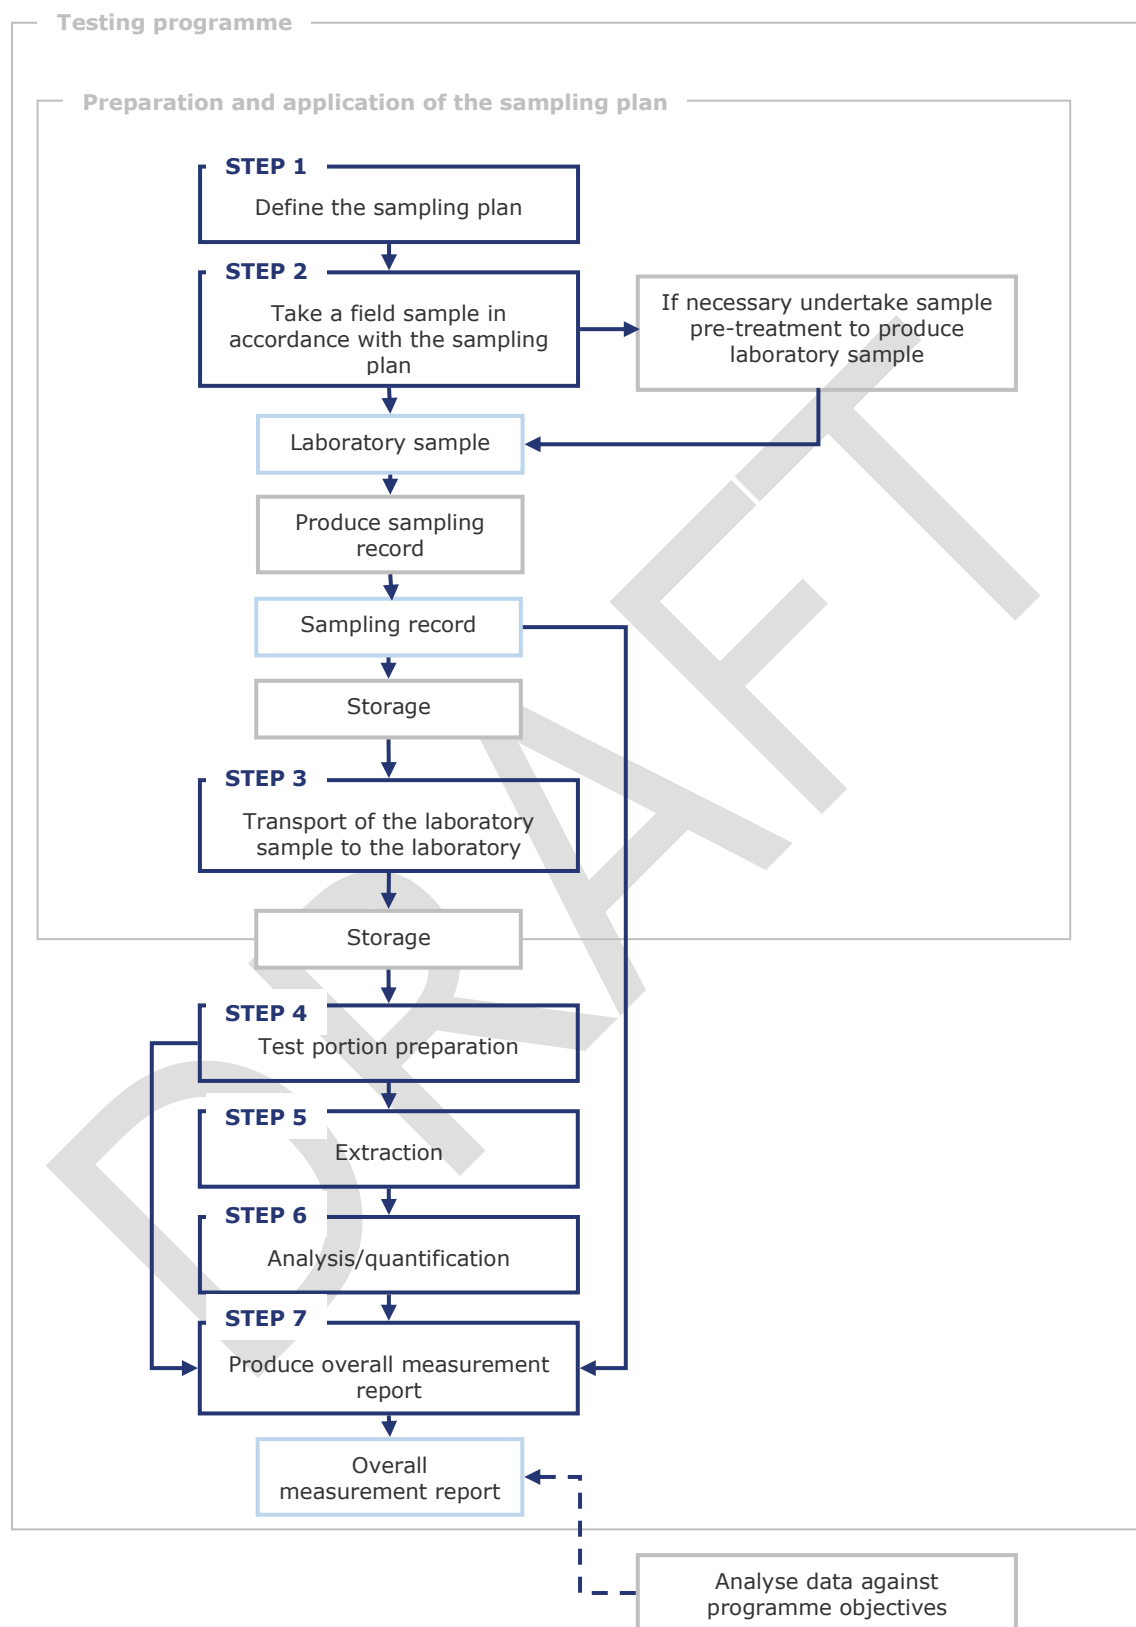 Testing programme
Preparation and application of the sampling plan
STEP 1
Define the sampling plan
STEP 2
Take a field sample in
accordance with the sampling
plan
If necessary undertake sample
pre-treatment to produce
laboratory sample
Laboratory sample
Produce sampling
record
Sampling record
Storage
STEP 3
Transport of the laboratory
sample to the laboratory
Storage
STEP 4
Test portion preparation
STEP 5
Extraction
STEP 6
Analysis/quantification
STEP 7
Produce overall measurement
report
Overall
measurement report
Analyse data against
programme objectives
DRAFT